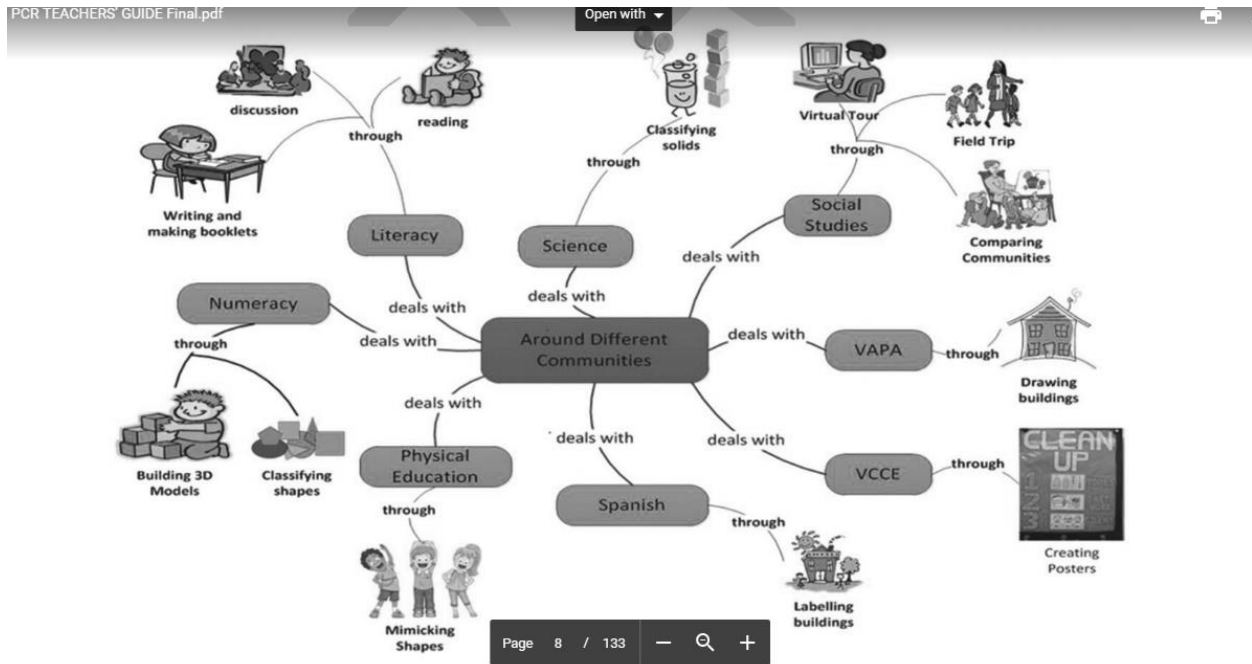 PCR TEACHERS' GUIDE Final.pdf
Open with
discussion
reading
through
Writing and
making booklets
Literacy
deals with
Classifying
solids
through
Science
deals with
Virtual Tour
Field Trip
through
Comparing
Communities
Social
Studies
deals with
Numeracy
deals with
through
Building 3D
Models
Classifying
shapes
Around Different
Communities
deals with
VAPA
through
Drawing
buildings
deals with
Physical
Education
through
Mimicking
Shapes
deals with
Spanish
through
Labelling
buildings
deals with
VCCE
through
CLEAN
UP
1
2
3
Creating
Posters
Page 8 / 133